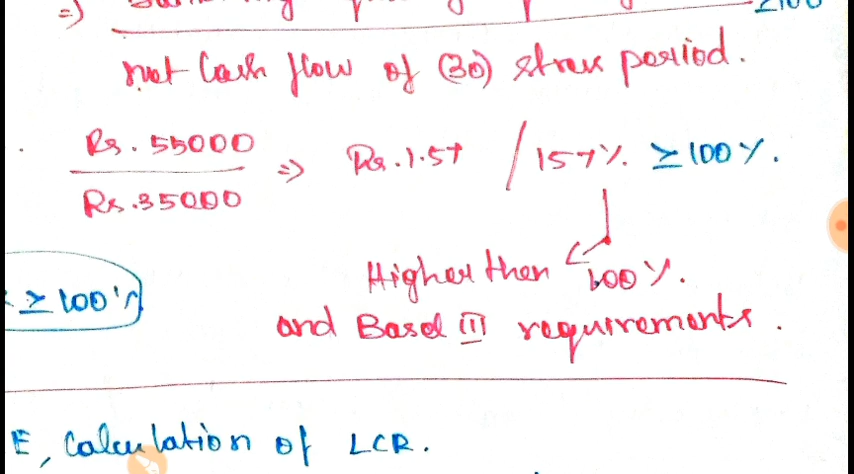 =)
net Cash flow of (30) stress period.
Rs. 55000
Rs. 35000
=> Rs. 1.57 / 157% ≥ 100%.
Higher then 100%.
≥ 100%
and Basel III requirements.
E, Calculation of LCR.